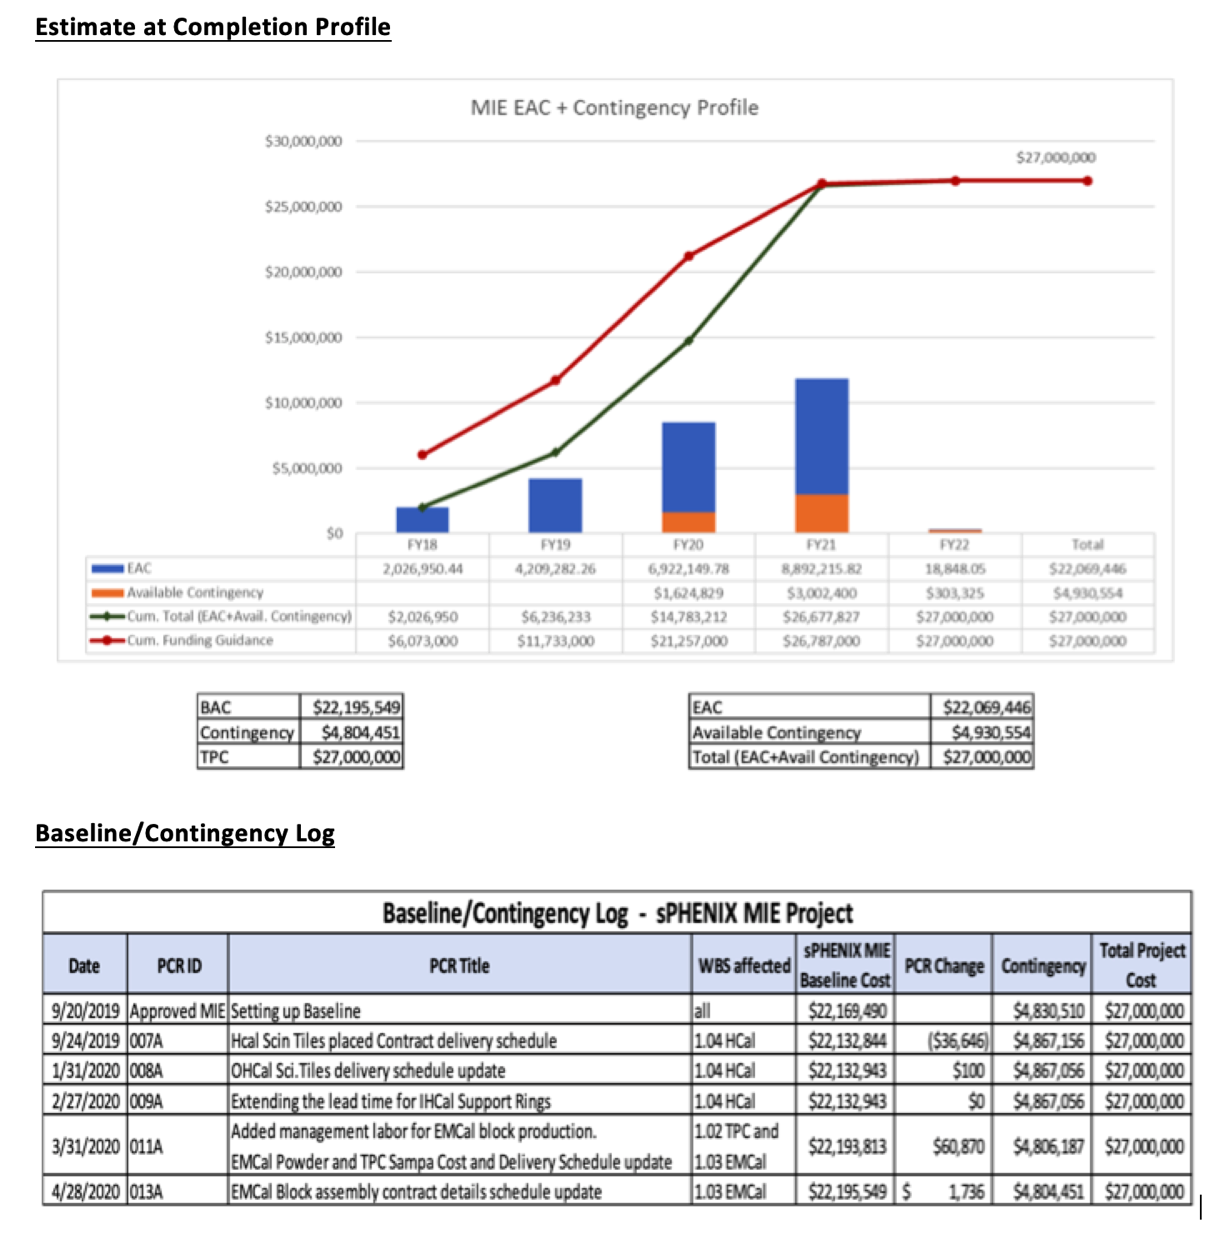 Estimate at Completion Profile
MIE EAC + Contingency Profile
$30,000,000
$27,000,000
$25,000,000
$20,000,000
$15,000,000
$10,000,000
$5,000,000
$0
FY18 FY19 FY20 FY21 FY22 Total
EAC 2,026,950.44 4,209,282.26 6,922,149.78 8,892,215.82 18,848.05 $22,069,446
Available Contingency $1,624,829 $3,002,400 $303,325 $4,930,554
Cum. Total (EAC+Avail. Contingency) $2,026,950 $6,236,233 $14,783,212 $26,677,827 $27,000,000 $27,000,000
Cum. Funding Guidance $6,073,000 $11,733,000 $21,257,000 $26,787,000 $27,000,000 $27,000,000
BAC $22,195,549
Contingency $4,804,451
TPC $27,000,000
EAC $22,069,446
Available Contingency $4,930,554
Total (EAC+Avail Contingency) $27,000,000
Baseline/Contingency Log
Baseline/Contingency Log - sPHENIX MIE Project
Date PCR ID PCR Title WBS affected sPHENIX MIE Baseline Cost PCR Change Contingency Total Project Cost
9/20/2019 Approved MIE Setting up Baseline all $22,169,490 $4,830,510 $27,000,000
9/24/2019 007A Hcal Scin Tiles placed Contract delivery schedule 1.04 HCal $22,132,844 ($36,646) $4,867,156 $27,000,000
1/31/2020 008A OHCal Sci.Tiles delivery schedule update 1.04 HCal $22,132,943 $100 $4,867,056 $27,000,000
2/27/2020 009A Extending the lead time for IHCal Support Rings 1.04 HCal $22,132,943 $0 $4,867,056 $27,000,000
3/31/2020 011A Added management labor for EMCal block production. 1.02 TPC and $22,193,813 $60,870 $4,806,187 $27,000,000
EMCal Powder and TPC Sampa Cost and Delivery Schedule update 1.03 EMCal
4/28/2020 013A EMCal Block assembly contract details schedule update 1.03 EMCal $22,195,549 $ 1,736 $4,804,451 $27,000,000